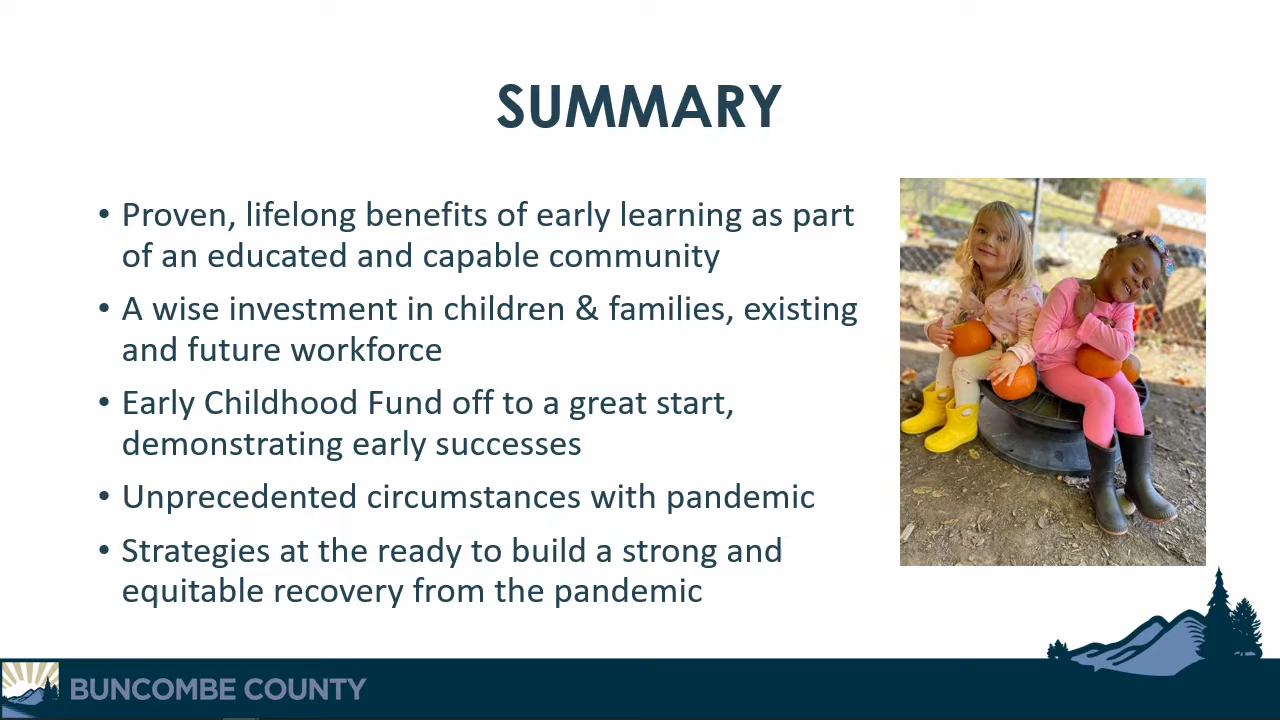 SUMMARY
• Proven, lifelong benefits of early learning as part
of an educated and capable community
• A wise investment in children & families, existing
and future workforce
• Early Childhood Fund off to a great start,
demonstrating early successes
• Unprecedented circumstances with pandemic
• Strategies at the ready to build a strong and
equitable recovery from the pandemic
BUNCOMBE COUNTY